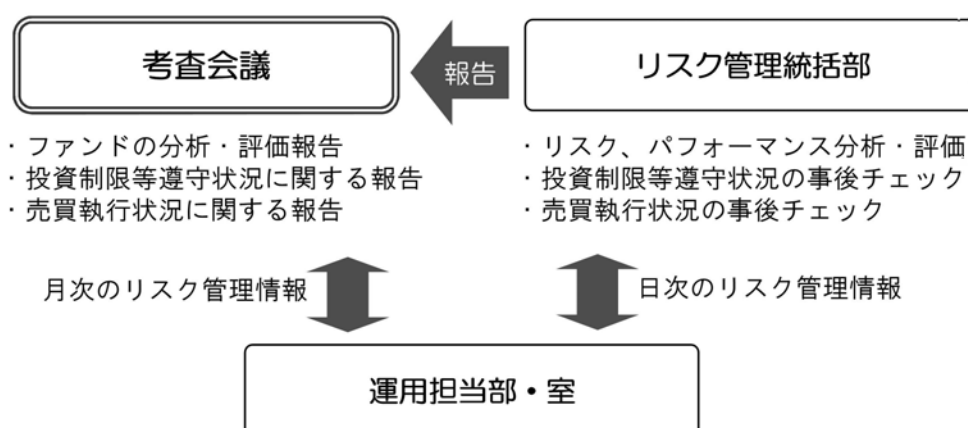 考査会議
報告
リスク管理統括部
・ファンドの分析・評価報告
・投資制限等遵守状況に関する報告
・売買執行状況に関する報告
・リスク、パフォーマンス分析・評価
・投資制限等遵守状況の事後チェック
・売買執行状況の事後チェック
月次のリスク管理情報
日次のリスク管理情報
運用担当部・室